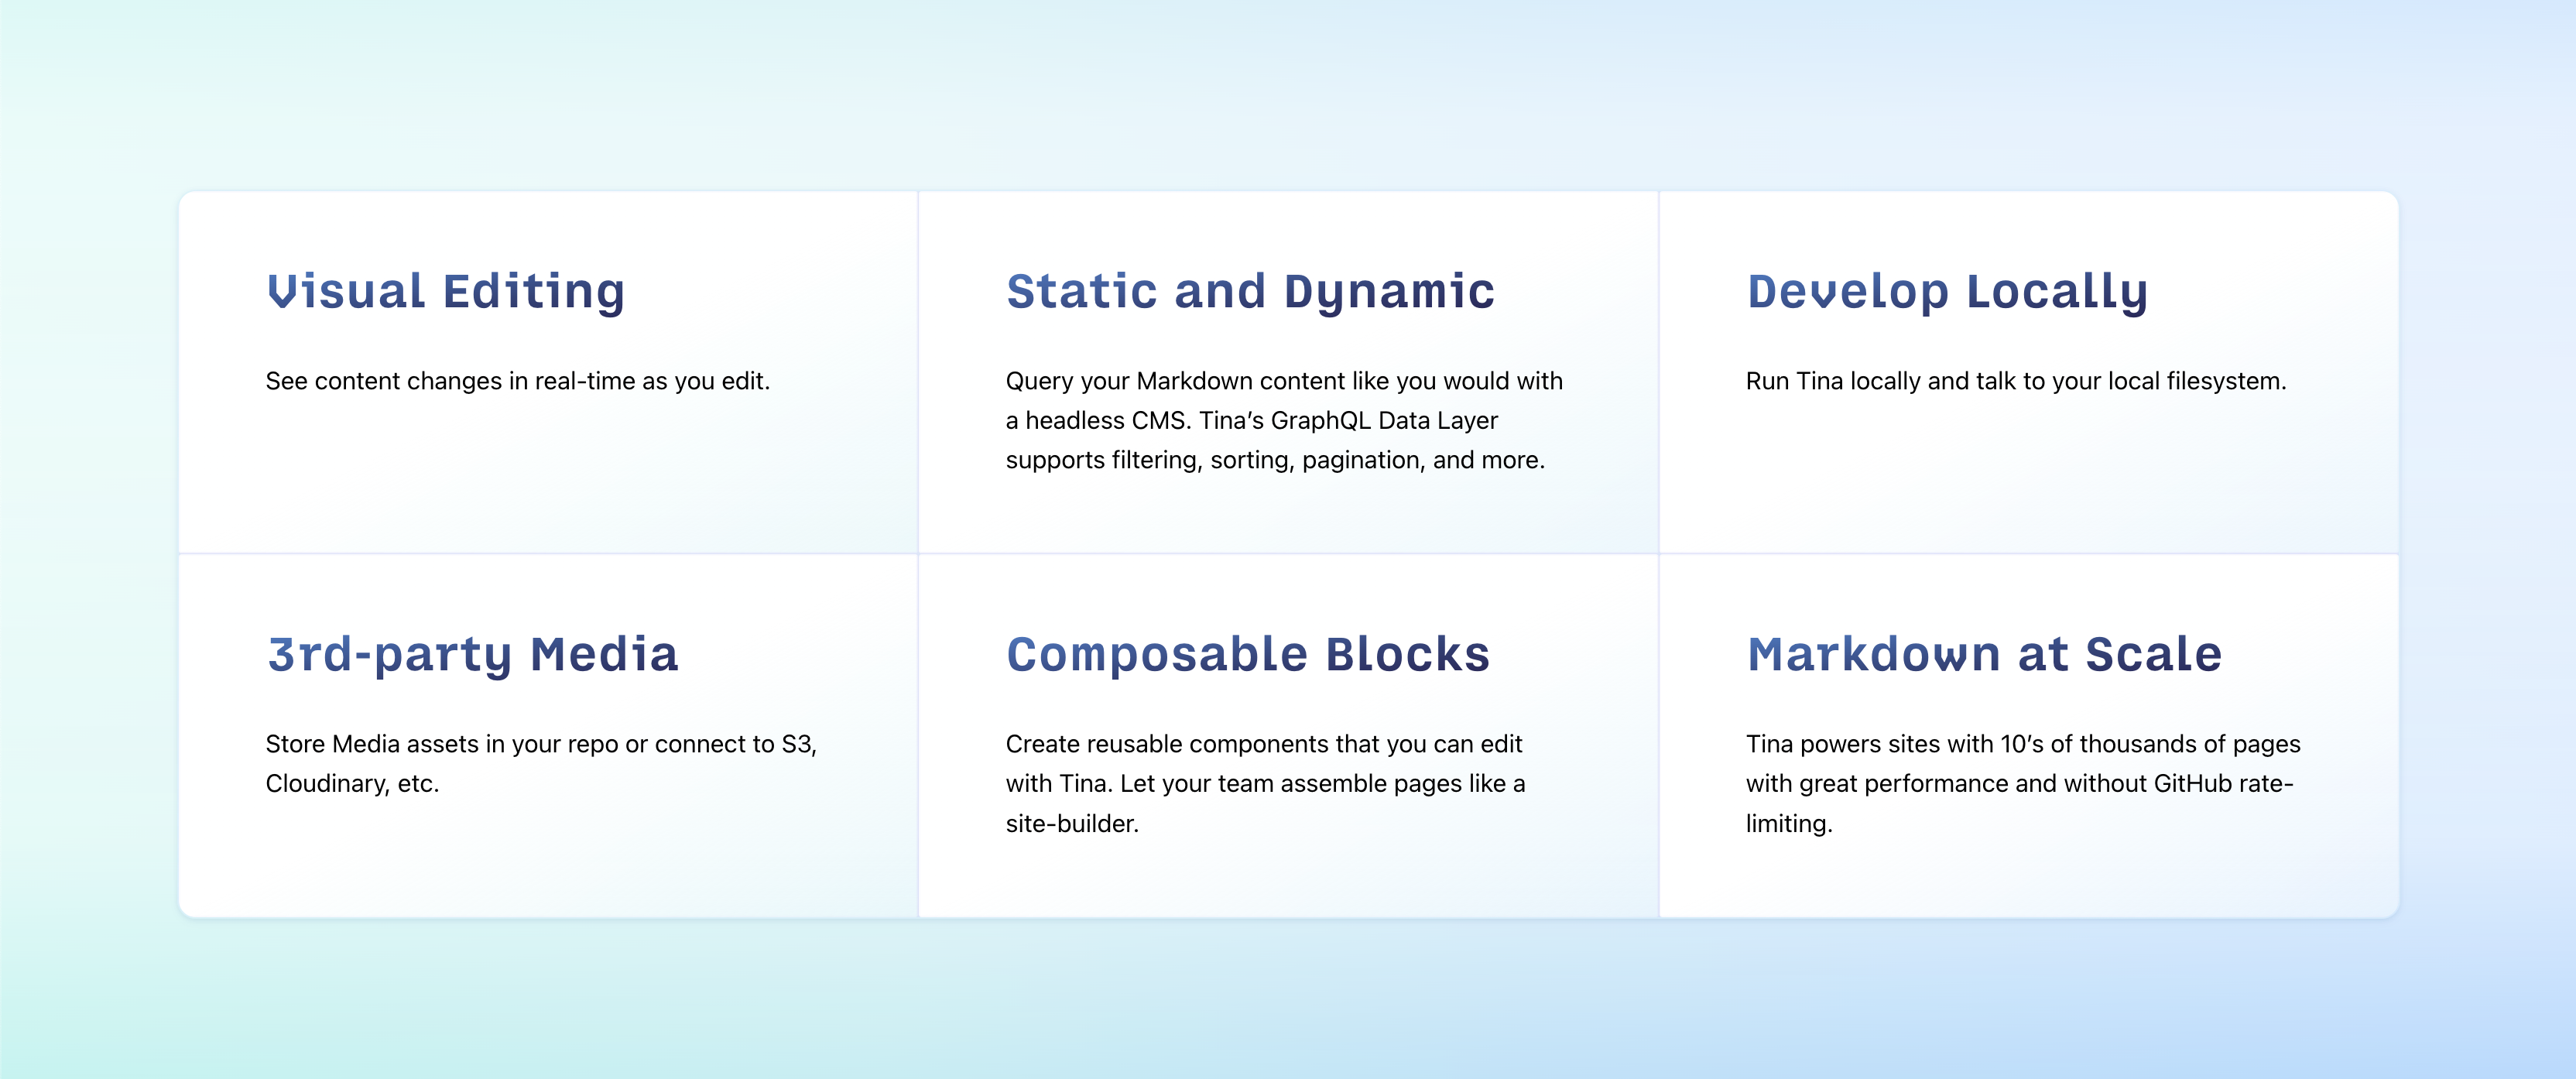 Visual Editing
See content changes in real-time as you edit.
Static and Dynamic
Query your Markdown content like you would with
a headless CMS. Tina’s GraphQL Data Layer
supports filtering, sorting, pagination, and more.
Develop Locally
Run Tina locally and talk to your local filesystem.
3rd-party Media
Store Media assets in your repo or connect to S3,
Cloudinary, etc.
Composable Blocks
Create reusable components that you can edit
with Tina. Let your team assemble pages like a
site-builder.
Markdown at Scale
Tina powers sites with 10’s of thousands of pages
with great performance and without GitHub rate-
limiting.